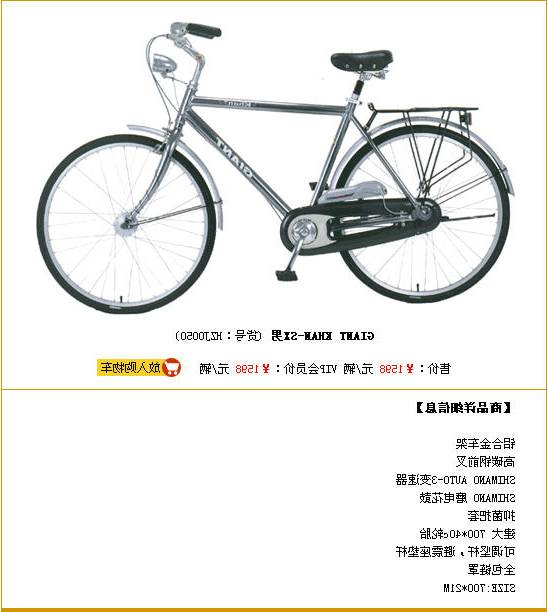 Khan
GIANT
GIANT KHAN-SX男 (货号：HZJ0050)
售价：￥1598 元/辆 VIP会员价：￥1598 元/辆 放入购物车
【商品详细信息】
铝合金车架
高碳钢前叉
SHIMANO AUTO-3变速器
SHIMANO 磨电花鼓
抑菌把套
建大 700*40c轮胎
可调竖杆，避震座垫杆
全包链罩
SIZE:700*21M